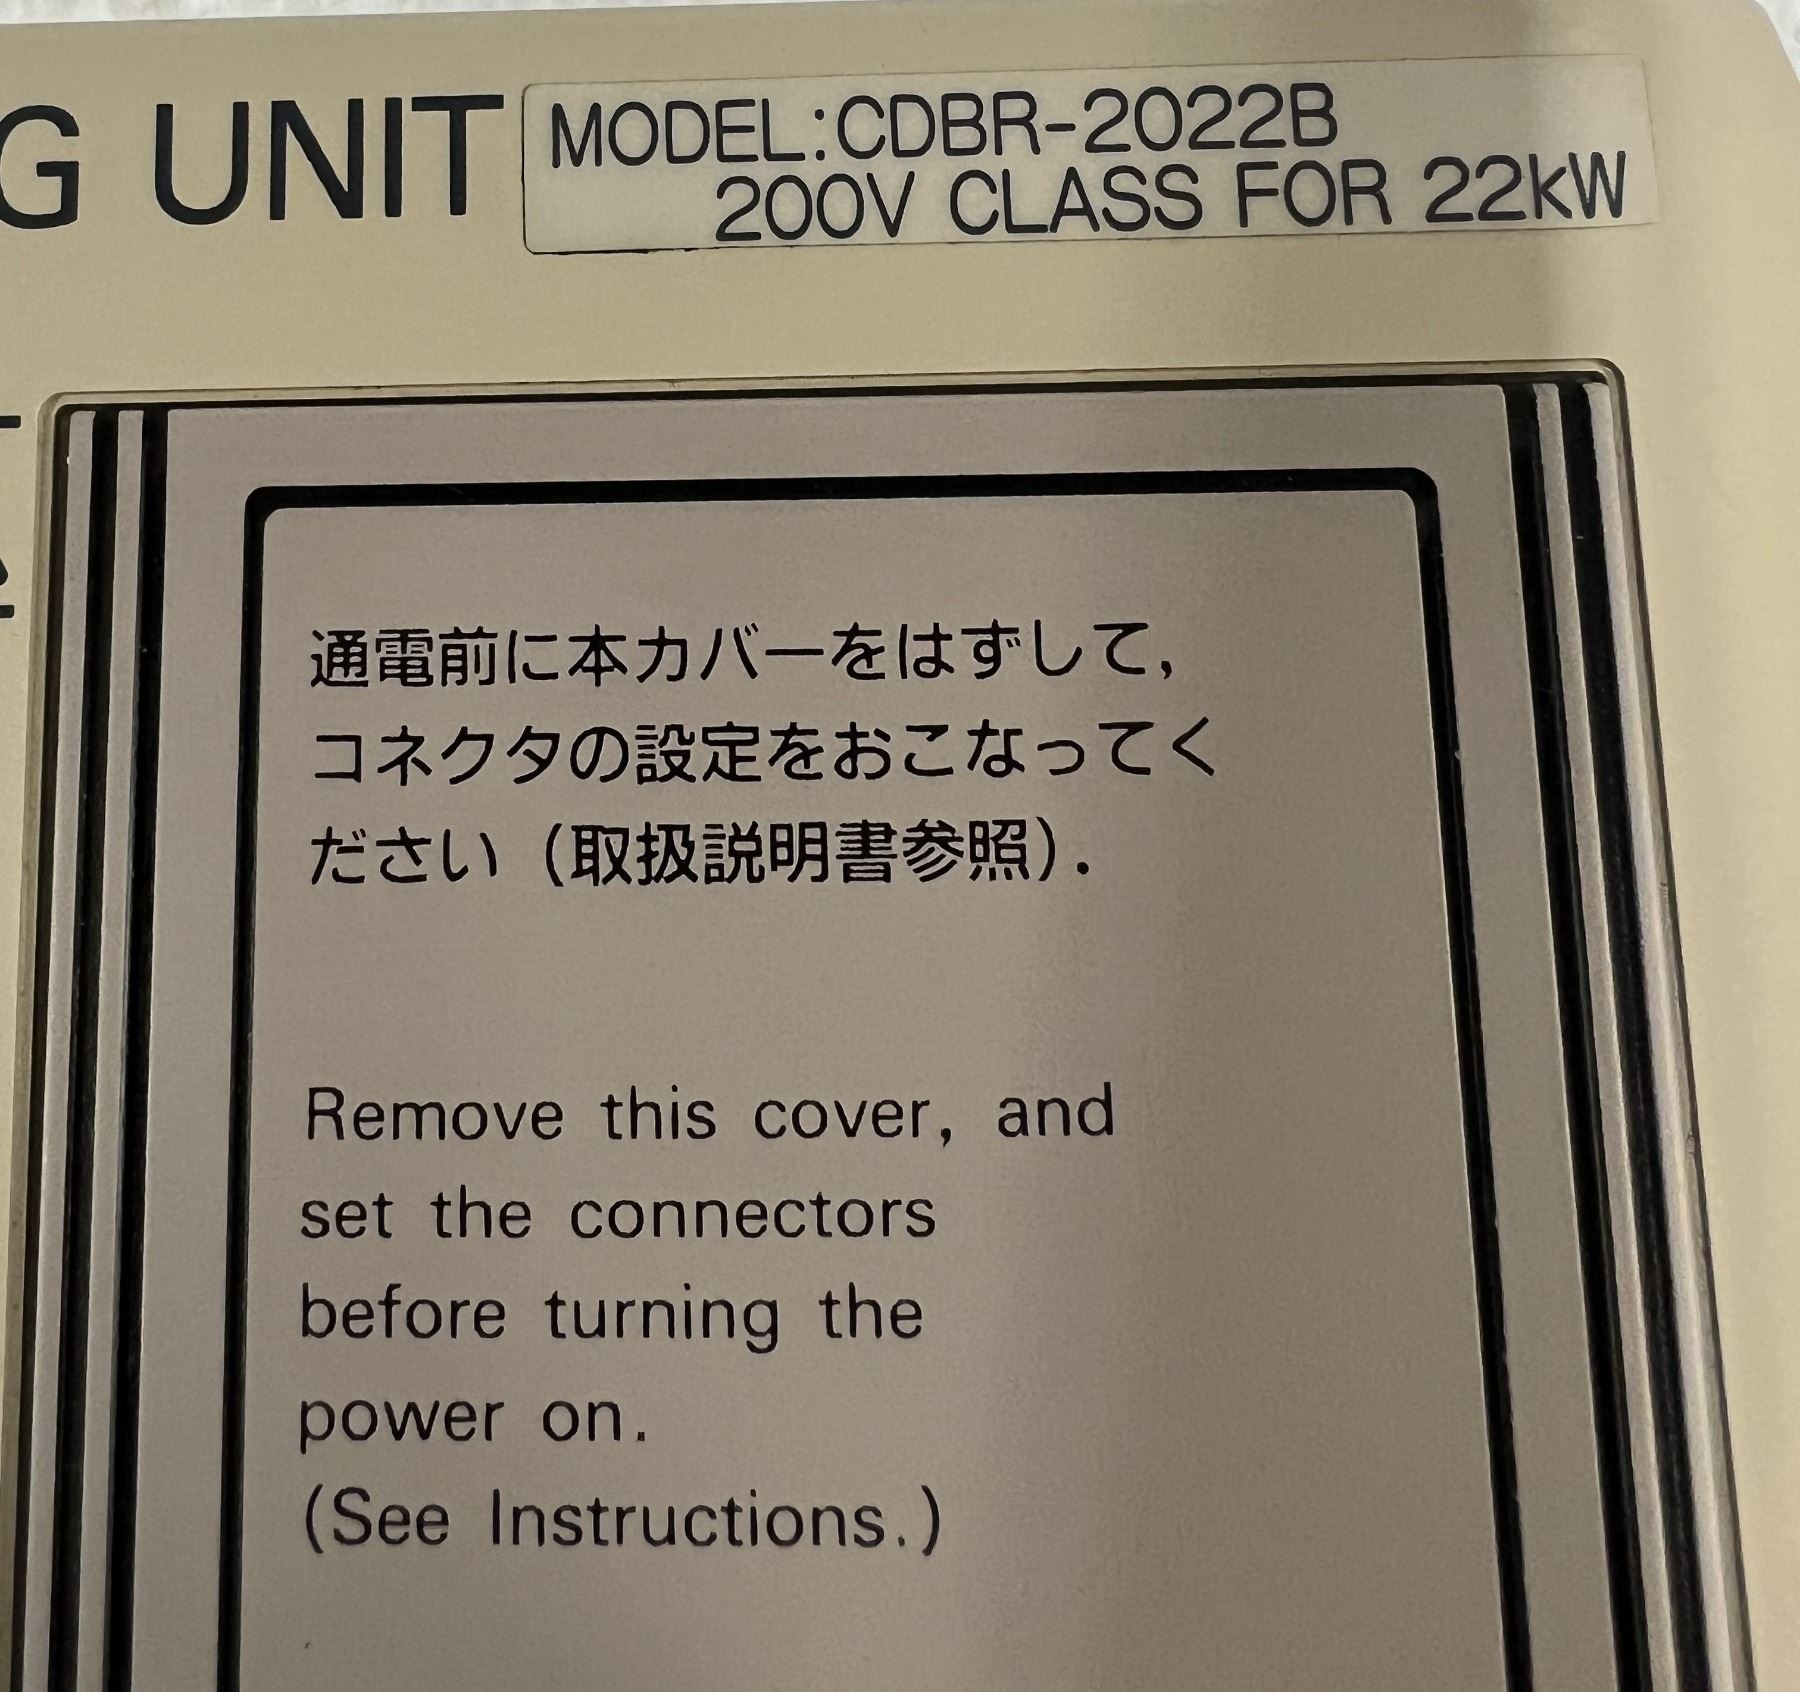 G UNIT
MODEL:CDBR-2022B
200V CLASS FOR 22kW
通電前に本カバーをはずして,
コネクタの設定をおこなってく
ださい (取扱説明書参照).
Remove this cover, and
set the connectors
before turning the
power on.
(See Instructions.)